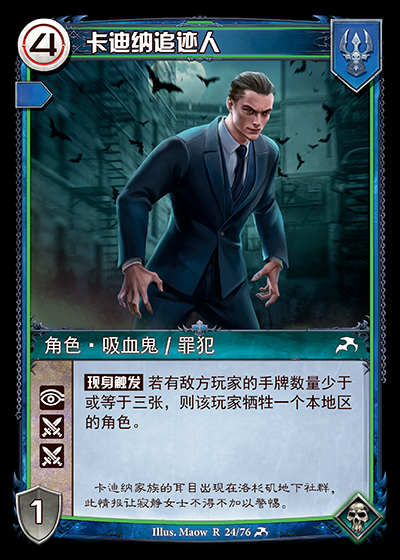 4
卡迪纳追迹人
角色·吸血鬼 / 罪犯
现身触发 若有敌方玩家的手牌数量少于
或等于三张，则该玩家牺牲一个本地区
的角色。
卡迪纳家族的耳目出现在洛杉矶地下社群，
此情报让寂静女士不得不加以警惕。
1
Illus. Maow R 24/76